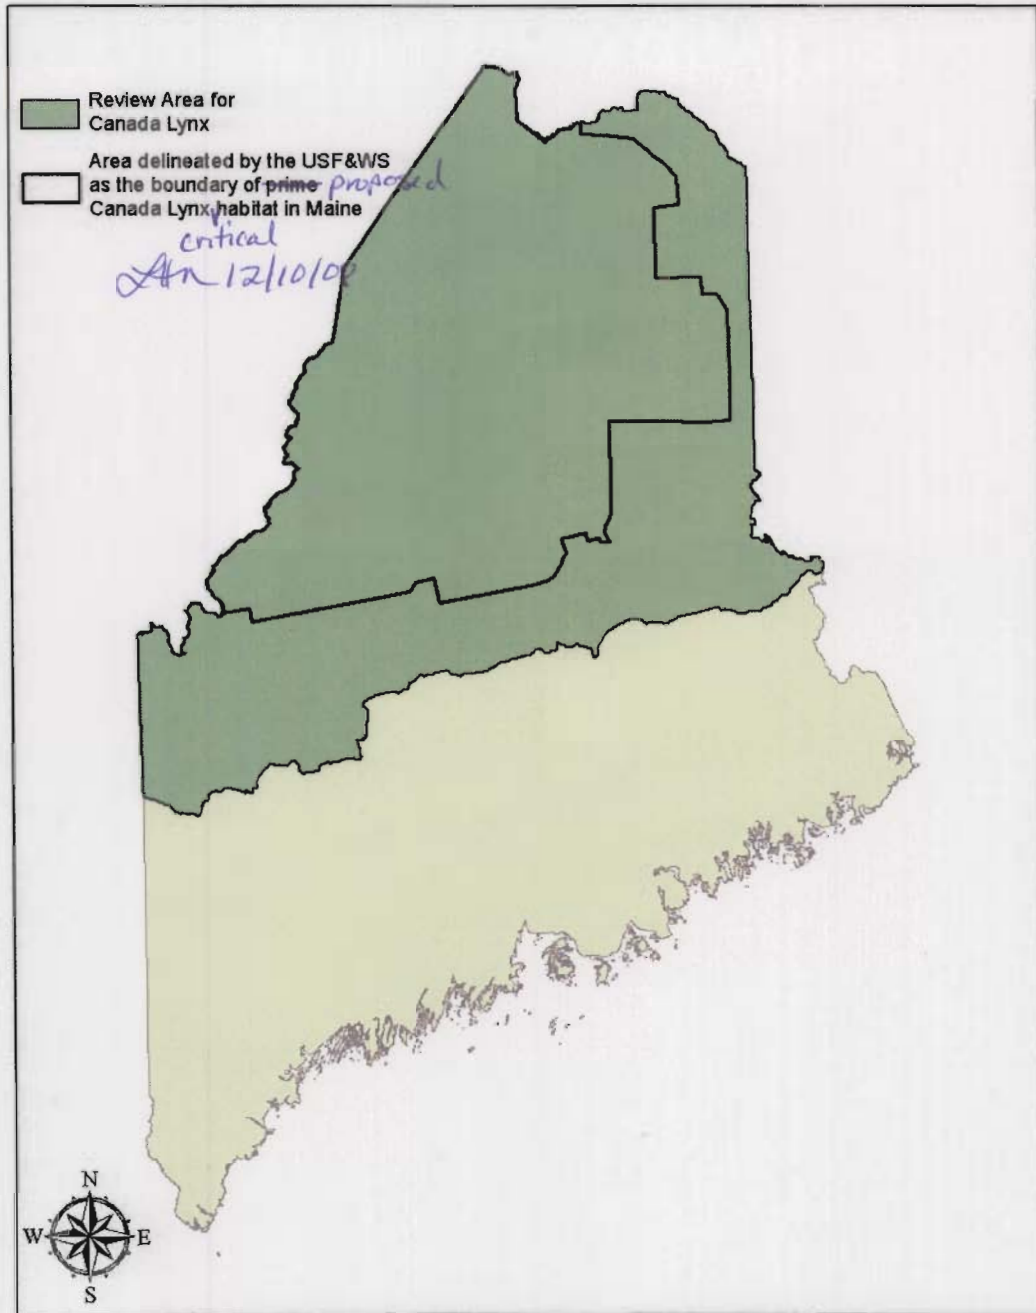 Review Area for
Canada Lynx
Area delineated by the USF&WS
as the boundary of prime proposed
Canada Lynx habitat in Maine
critical
12/10/08
N
W E
S